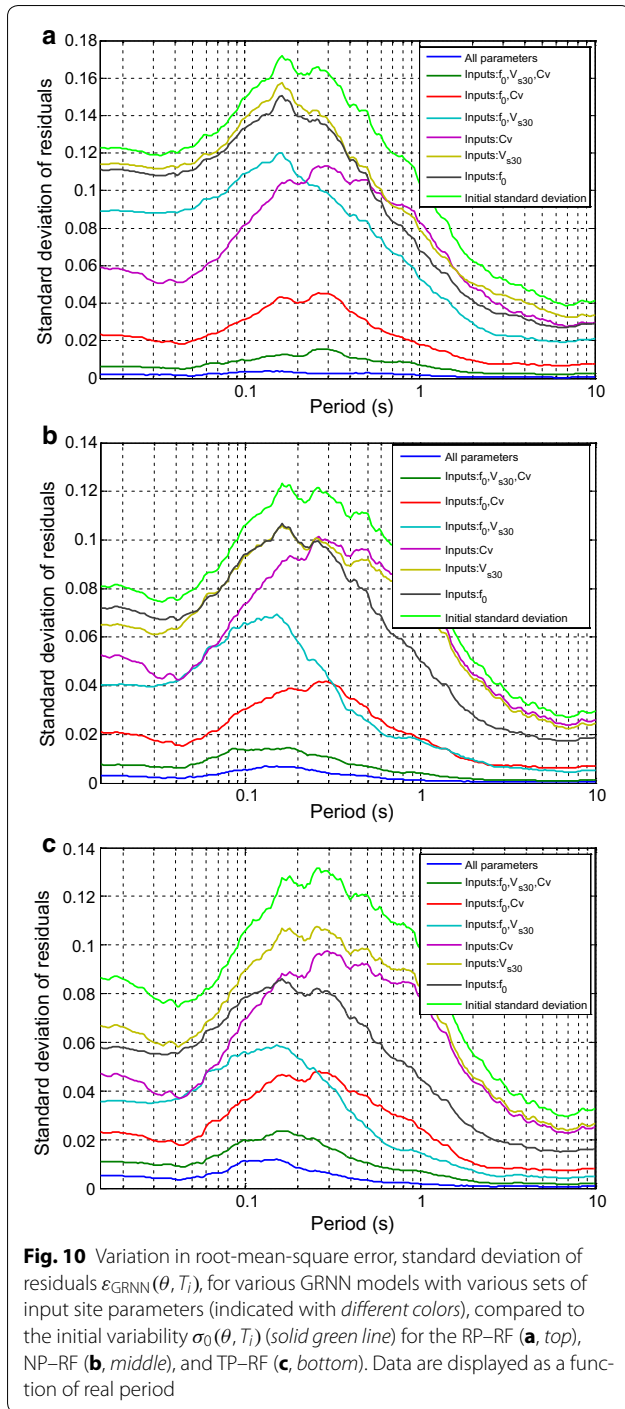 a
0.18
0.16
0.14
0.12
0.1
0.08
0.06
0.04
0.02
0
Standard deviation of residuals
All parameters
Inputs:f₀,Vₛ₃₀,Cv
Inputs:f₀,Cv
Inputs:f₀,Vₛ₃₀
Inputs:Cv
Inputs:Vₛ₃₀
Inputs:f₀
Initial standard deviation
0.1 1 10
Period (s)
b
0.14
0.12
0.1
0.08
0.06
0.04
0.02
0
Standard deviation of residuals
All parameters
Inputs:f₀,Vₛ₃₀,Cv
Inputs:f₀,Cv
Inputs:f₀,Vₛ₃₀
Inputs:Cv
Inputs:Vₛ₃₀
Inputs:f₀
Initial standard deviation
0.1 1 10
Period (s)
c
0.14
0.12
0.1
0.08
0.06
0.04
0.02
0
Standard deviation of residuals
All parameters
Inputs:f₀,Vₛ₃₀,Cv
Inputs:f₀,Cv
Inputs:f₀,Vₛ₃₀
Inputs:Cv
Inputs:Vₛ₃₀
Inputs:f₀
Initial standard deviation
0.1 1 10
Period (s)
Fig. 10 Variation in root-mean-square error, standard deviation of
residuals ε_GRNN(θ, Tᵢ), for various GRNN models with various sets of
input site parameters (indicated with different colors), compared to
the initial variability σ₀(θ, Tᵢ) (solid green line) for the RP–RF (a, top),
NP–RF (b, middle), and TP–RF (c, bottom). Data are displayed as a func-
tion of real period